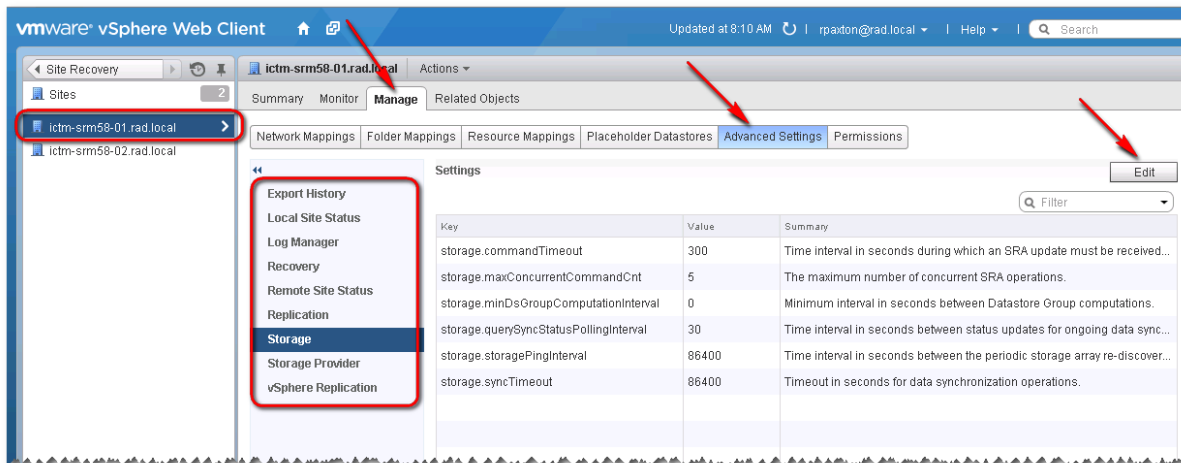 vmware® vSphere Web Client Updated at 8:10 AM rpaxton@rad.local Help Search
Site Recovery
Sites 2
ictm-srm58-01.rad.local
ictm-srm58-02.rad.local
ictm-srm58-01.rad.local Actions
Summary Monitor Manage Related Objects
Network Mappings Folder Mappings Resource Mappings Placeholder Datastores Advanced Settings Permissions
Export History
Local Site Status
Log Manager
Recovery
Remote Site Status
Replication
Storage
Storage Provider
vSphere Replication
Settings
Edit
Filter
Key Value Summary
storage.commandTimeout 300 Time interval in seconds during which an SRA update must be received...
storage.maxConcurrentCommandCnt 5 The maximum number of concurrent SRA operations.
storage.minDsGroupComputationInterval 0 Minimum interval in seconds between Datastore Group computations.
storage.querySyncStatusPollingInterval 30 Time interval in seconds between status updates for ongoing data sync...
storage.storagePingInterval 86400 Time interval in seconds between the periodic storage array re-discover...
storage.syncTimeout 86400 Timeout in seconds for data synchronization operations.